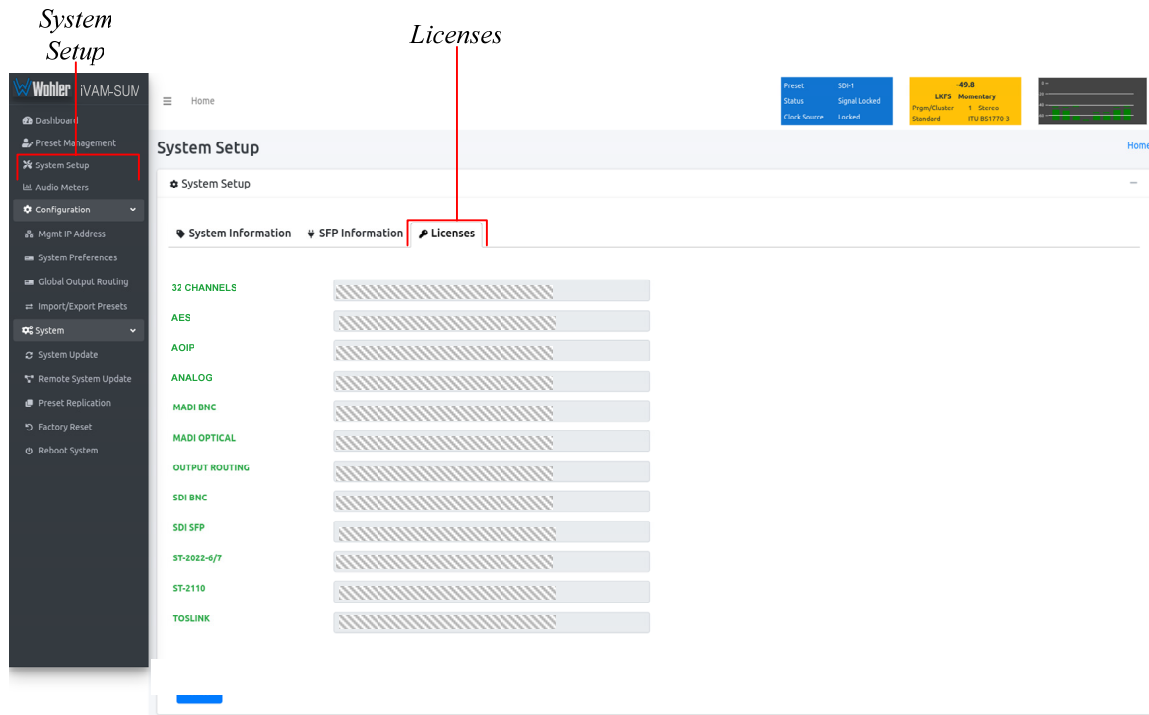 System
Setup
Licenses
Wohler iVAM-SUM
Home
Preset SDI-1
Status Signal Locked
Clock Source Locked
-49.8
LKFS Momentary
Prgm/Cluster 1 Stereo
Standard ITU BS1770 3
Dashboard
Preset Management
System Setup
Audio Meters
Configuration
Mgmt IP Address
System Preferences
Global Output Routing
Import/Export Presets
System
System Update
Remote System Update
Preset Replication
Factory Reset
Reboot System
System Setup
Home
System Setup
System Information SFP Information Licenses
32 CHANNELS
AES
AOIP
ANALOG
MADI BNC
MADI OPTICAL
OUTPUT ROUTING
SDI BNC
SDI SFP
ST-2022-6/7
ST-2110
TOSLINK